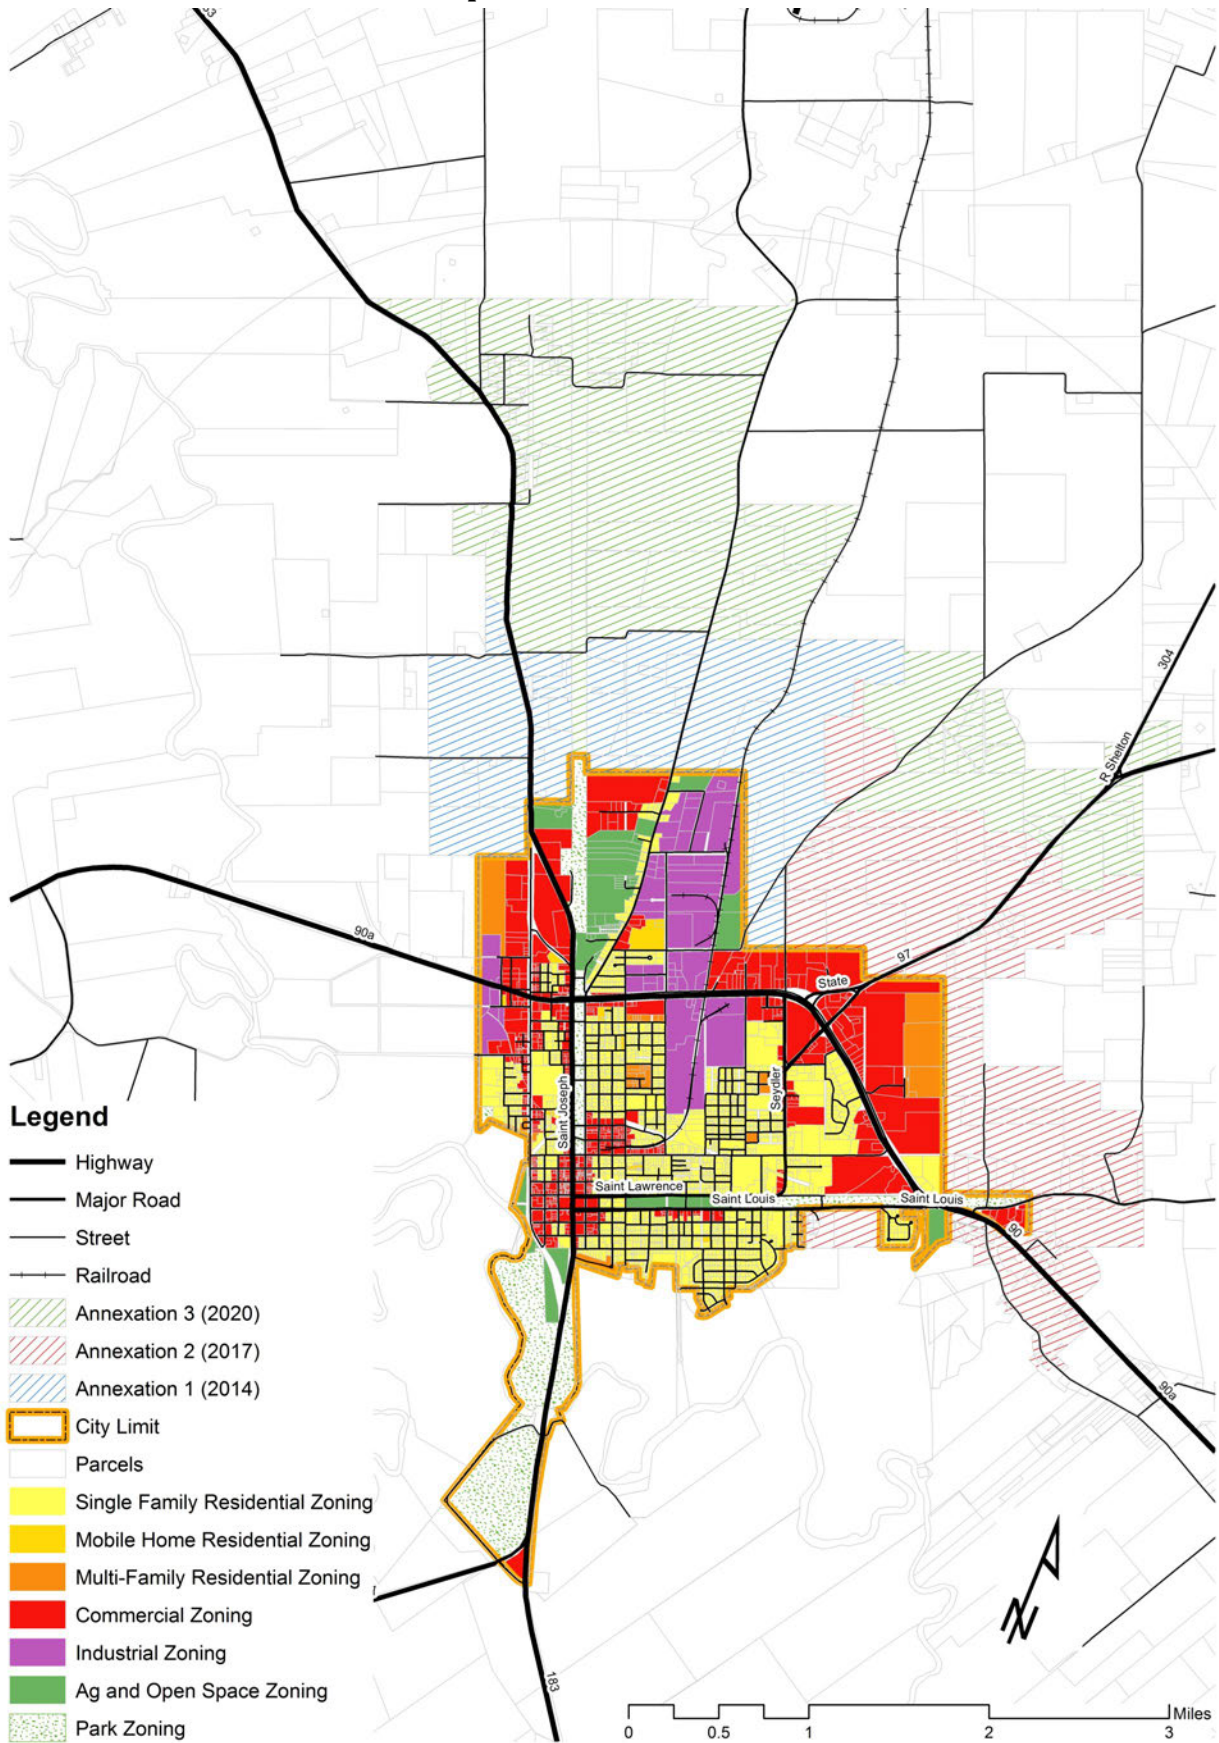 304
R Shelton
90a
97
State
Saint Joseph
Seydler
Saint Lawrence
Saint Louis
Saint Louis
90
90a
183
Legend
Highway
Major Road
Street
Railroad
Annexation 3 (2020)
Annexation 2 (2017)
Annexation 1 (2014)
City Limit
Parcels
Single Family Residential Zoning
Mobile Home Residential Zoning
Multi-Family Residential Zoning
Commercial Zoning
Industrial Zoning
Ag and Open Space Zoning
Park Zoning
N
Miles
0 0.5 1 2 3